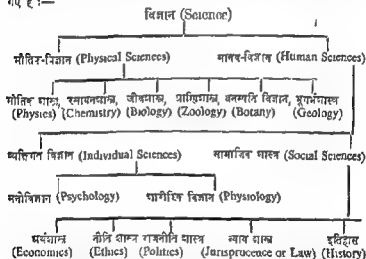 गए हैं :—
विज्ञान (Science)
भौतिक-विज्ञान (Physical Sciences) मानव-विज्ञान (Human Sciences)
भौतिक शास्त्र, रसायनशास्त्र, जीवशास्त्र, प्राणिशास्त्र, वनस्पति विज्ञान, भूगर्भशास्त्र
(Physics) (Chemistry) (Biology) (Zoology) (Botany) (Geology)
व्यक्तिगत विज्ञान (Individual Sciences) सामाजिक शास्त्र (Social Sciences)
मनोविज्ञान (Psychology) शारीरिक विज्ञान (Physiology)
अर्थशास्त्र नीति शास्त्र राजनीति शास्त्र न्याय शास्त्र इतिहास
(Economics) (Ethics) (Politics) (Jurisprucence or Law) (History)